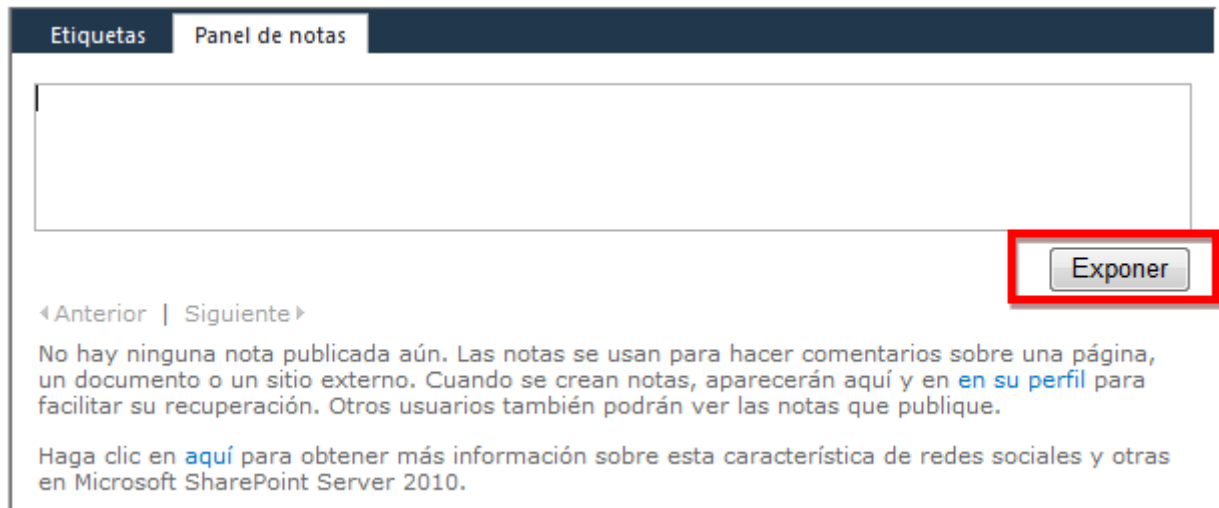 Etiquetas Panel de notas
Exponer
Anterior | Siguiente
No hay ninguna nota publicada aún. Las notas se usan para hacer comentarios sobre una página,
un documento o un sitio externo. Cuando se crean notas, aparecerán aquí y en en su perfil para
facilitar su recuperación. Otros usuarios también podrán ver las notas que publique.
Haga clic en aquí para obtener más información sobre esta característica de redes sociales y otras
en Microsoft SharePoint Server 2010.